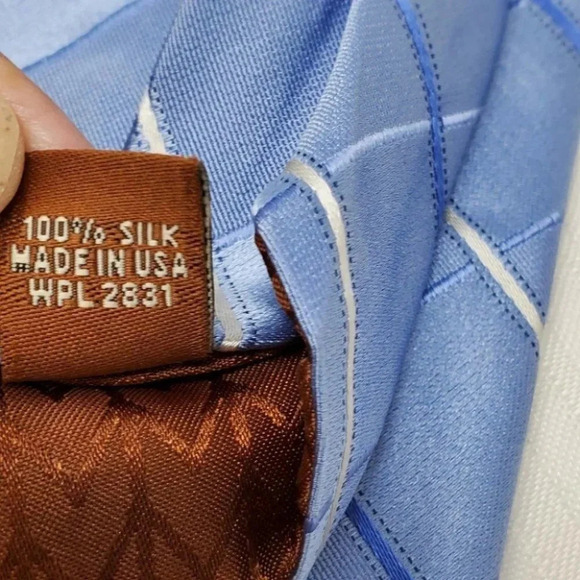 100% SILK
MADE IN USA
WPL 2831